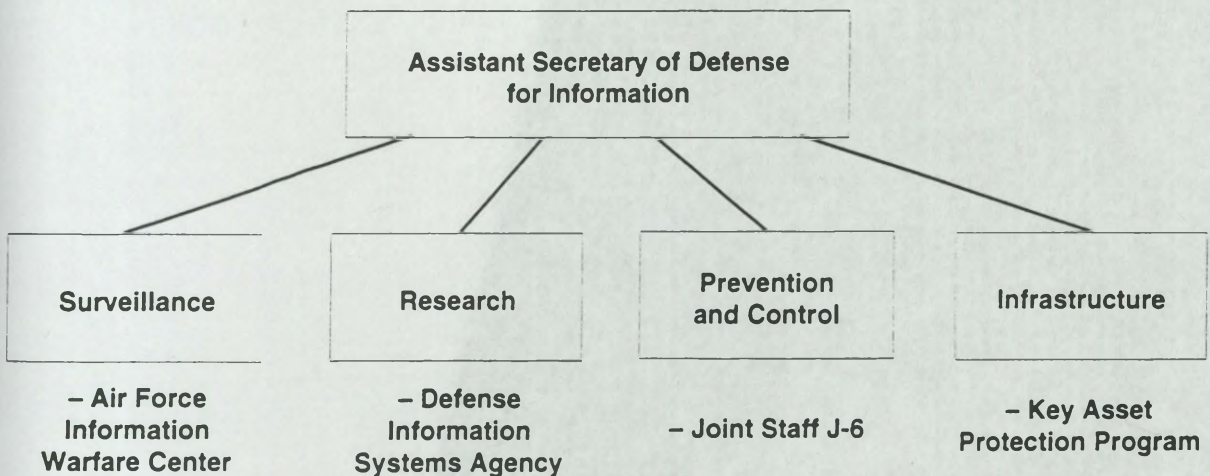 Assistant Secretary of Defense
for Information
Surveillance
Research
Prevention
and Control
Infrastructure
– Air Force
Information
Warfare Center
– Defense
Information
Systems Agency
– Joint Staff J-6
– Key Asset
Protection Program